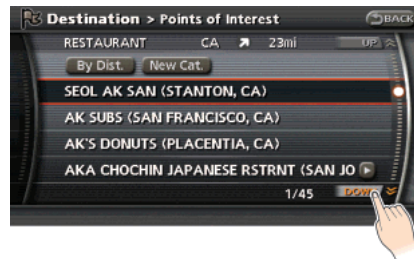 Destination > Points of Interest
BACK
RESTAURANT CA 23mi UP
By Dist. New Cat.
SEOL AK SAN (STANTON, CA)
AK SUBS (SAN FRANCISCO, CA)
AK'S DONUTS (PLACENTIA, CA)
AKA CHOCHIN JAPANESE RSTRNT (SAN JO
1/45 DOWN